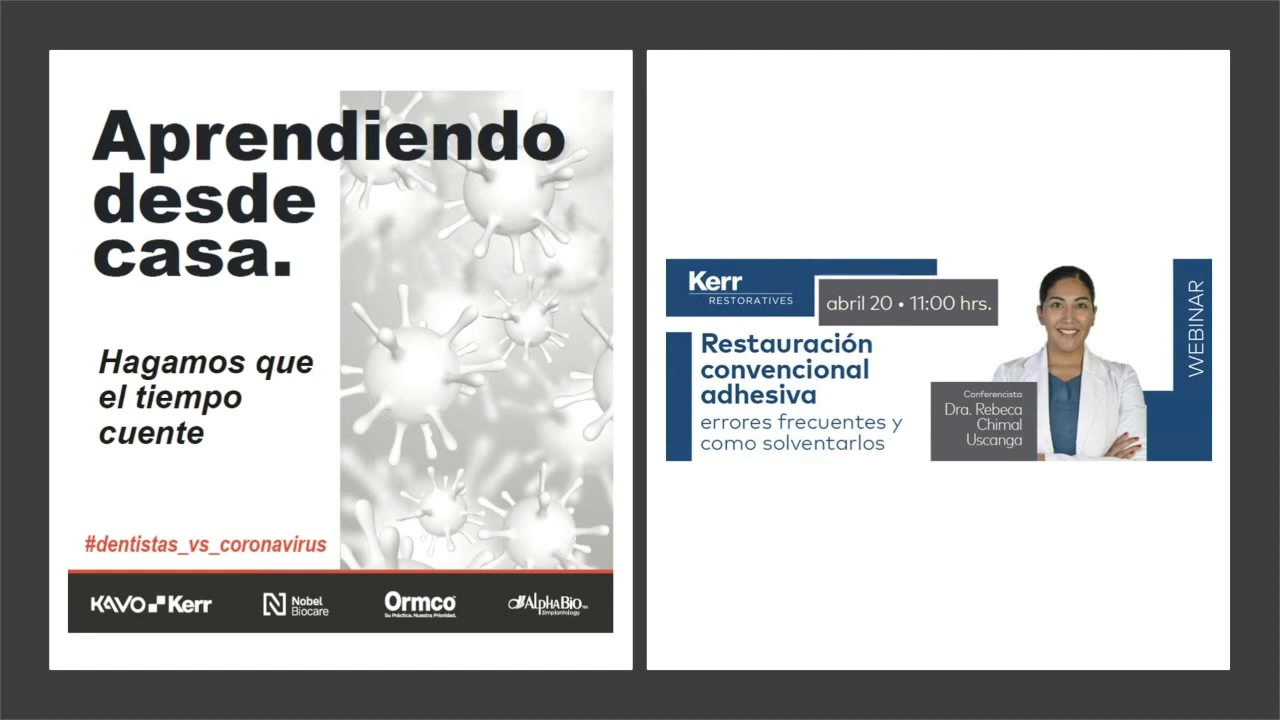 Aprendiendo
desde
casa.
Hagamos que
el tiempo
cuente
#dentistas_vs_coronavirus
KAVO Kerr
Nobel
Biocare
Ormco
Su Práctica. Nuestra Prioridad.
AlphaBio
Simplantology
Kerr
RESTORATIVES
abril 20 • 11:00 hrs.
Restauración
convencional
adhesiva
errores frecuentes y
como solventarlos
Conferencista
Dra. Rebeca
Chimal
Uscanga
WEBINAR